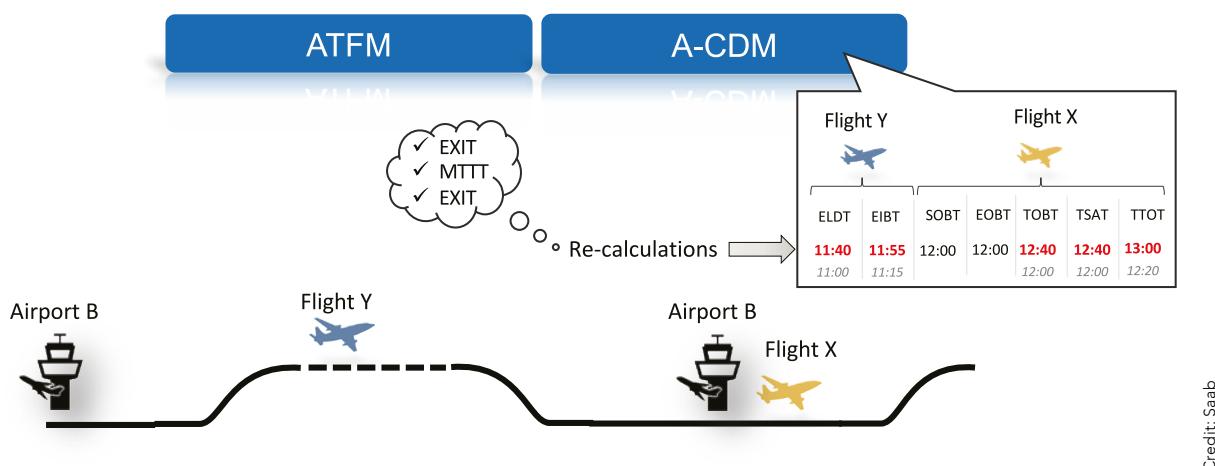 ATFM
A-CDM
Flight Y
Flight X
✓ EXIT
✓ MTTT
✓ EXIT
ELDT EIBT SOBT EOBT TOBT TSAT TTOT
Re-calculations
11:40 11:55 12:00 12:00 12:40 12:40 13:00
11:00 11:15 12:00 12:00 12:20
Airport B
Flight Y
Airport B
Flight X
Credit: Saab